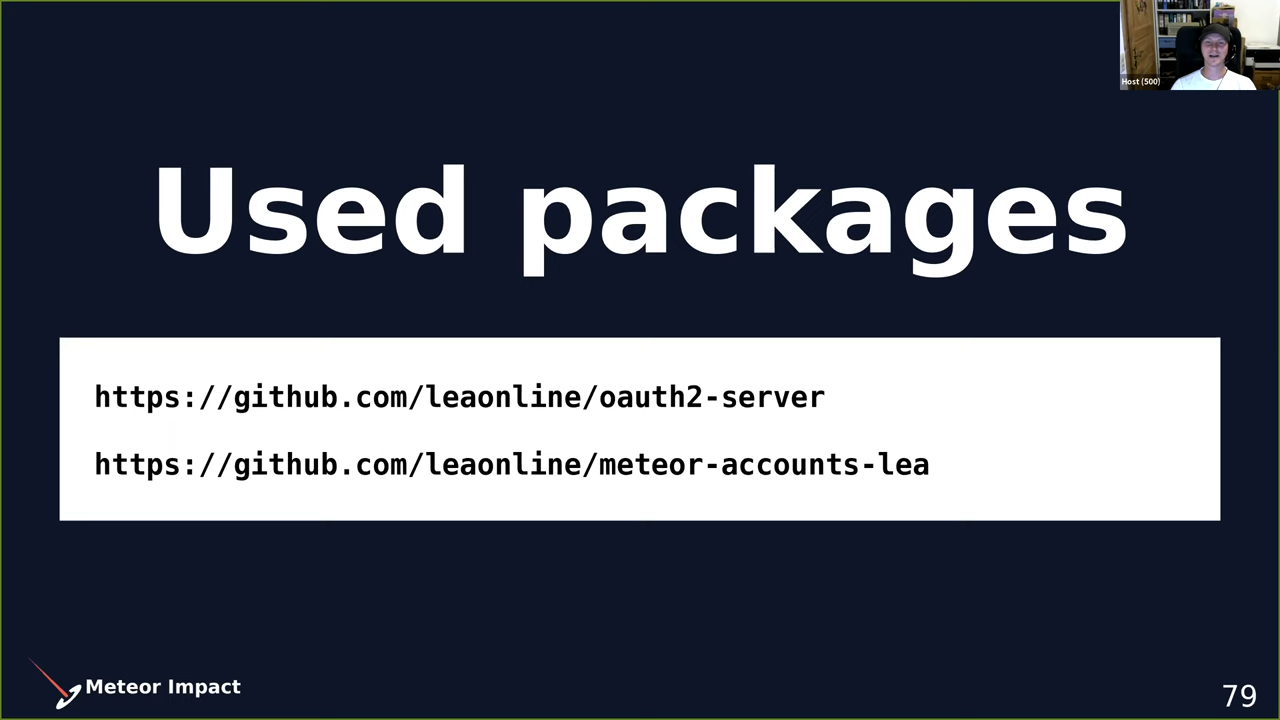 Host (500)
Used packages
https://github.com/leaonline/oauth2-server
https://github.com/leaonline/meteor-accounts-lea
Meteor Impact
79